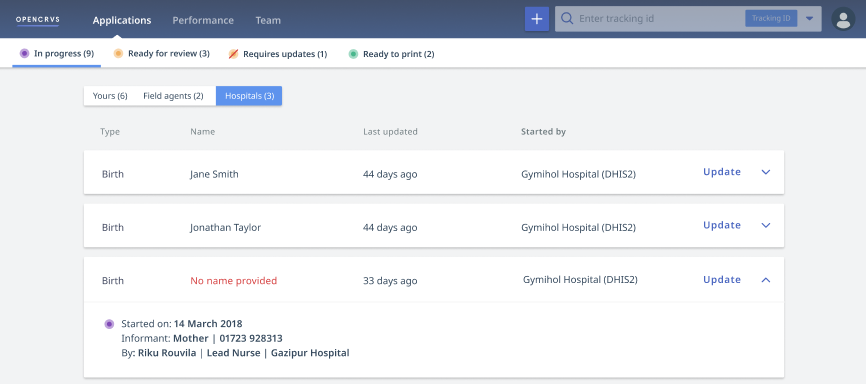 OPENCRVS Applications Performance Team + Enter tracking id Tracking ID
In progress (9) Ready for review (3) Requires updates (1) Ready to print (2)
Yours (6) Field agents (2) Hospitals (3)
Type Name Last updated Started by
Birth Jane Smith 44 days ago Gymihol Hospital (DHIS2) Update
Birth Jonathan Taylor 44 days ago Gymihol Hospital (DHIS2) Update
Birth No name provided 33 days ago Gymihol Hospital (DHIS2) Update
Started on: 14 March 2018
Informant: Mother | 01723 928313
By: Riku Rouvila | Lead Nurse | Gazipur Hospital